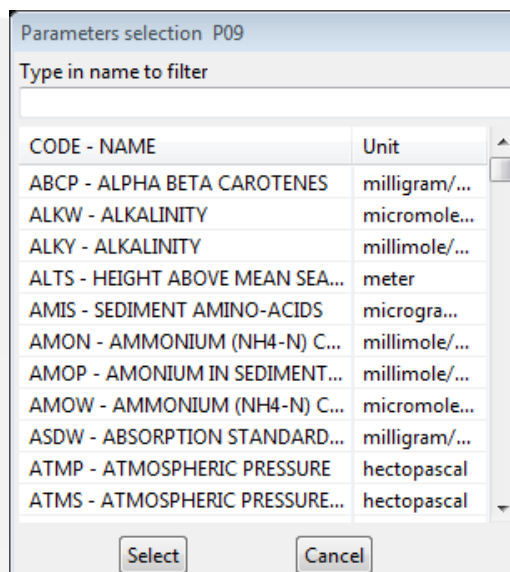 Parameters selection P09
Type in name to filter
CODE - NAME Unit
ABCP - ALPHA BETA CAROTENES milligram/...
ALKW - ALKALINITY micromole...
ALKY - ALKALINITY millimole/...
ALTS - HEIGHT ABOVE MEAN SEA... meter
AMIS - SEDIMENT AMINO-ACIDS microgra...
AMON - AMMONIUM (NH4-N) C... millimole/...
AMOP - AMONIUM IN SEDIMENT... millimole/...
AMOW - AMMONIUM (NH4-N) C... micromole...
ASDW - ABSORPTION STANDARD... milligram/...
ATMP - ATMOSPHERIC PRESSURE hectopascal
ATMS - ATMOSPHERIC PRESSURE... hectopascal
Select Cancel